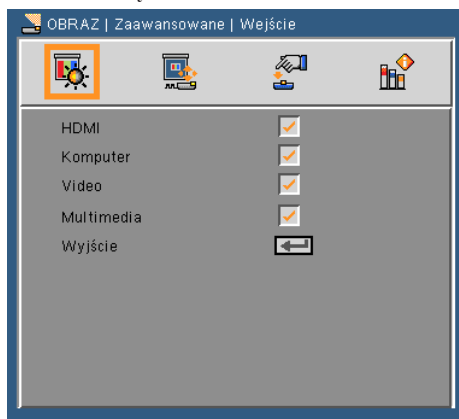 OBRAZ | Zaawansowane | Wejście
HDMI
Komputer
Video
Multimedia
Wyjście